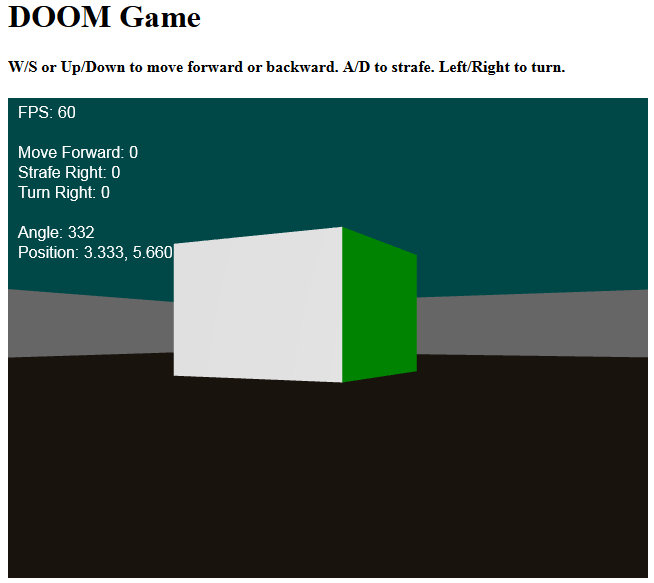 DOOM Game
W/S or Up/Down to move forward or backward. A/D to strafe. Left/Right to turn.
FPS: 60
Move Forward: 0
Strafe Right: 0
Turn Right: 0
Angle: 332
Position: 3.333, 5.660